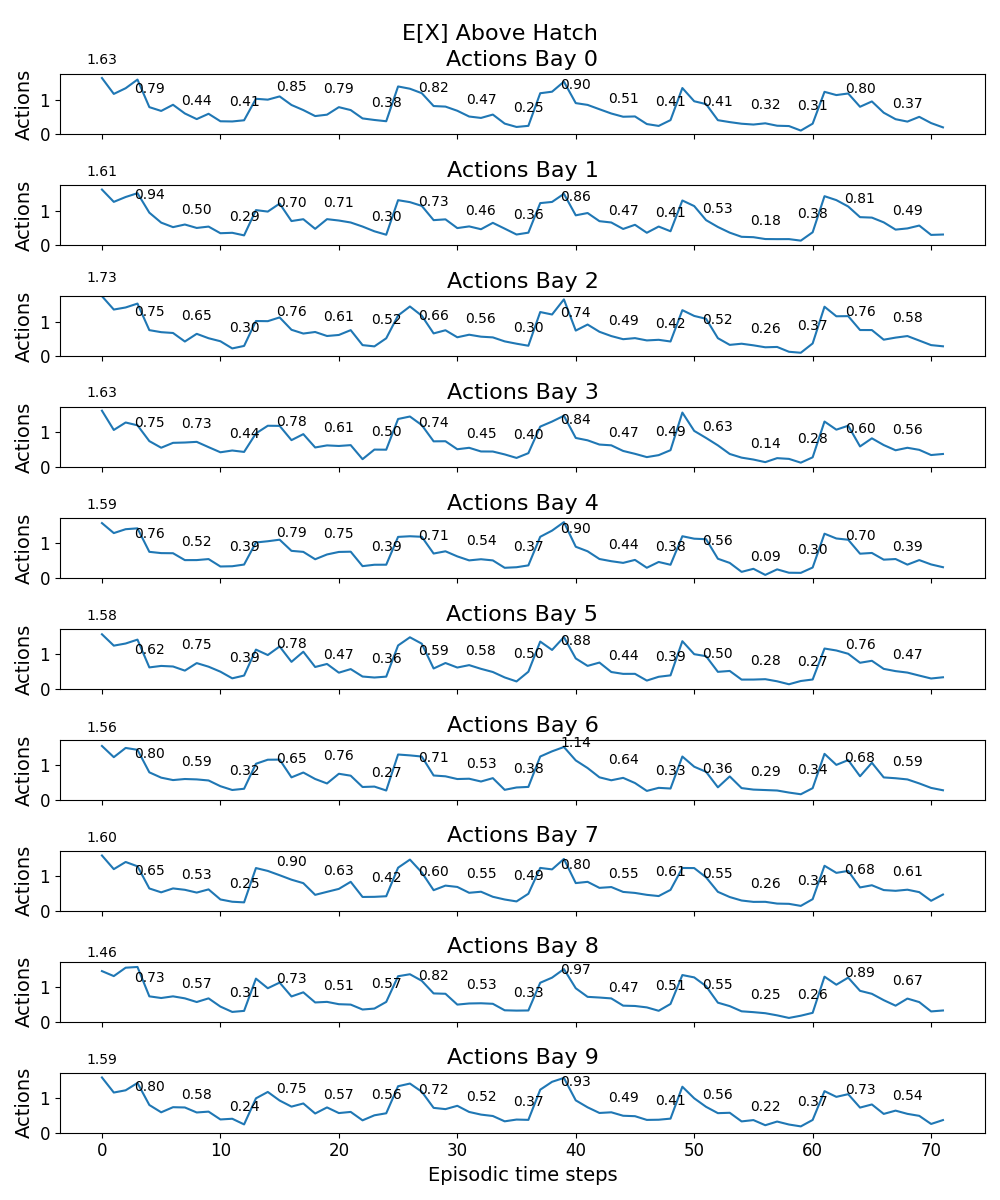 E[X] Above Hatch
Actions Bay 0
1.63 0.79 0.44 0.41 0.85 0.79 0.38 0.82 0.47 0.25 0.90 0.51 0.41 0.41 0.32 0.31 0.80 0.37
Actions
1
0
Actions Bay 1
1.61 0.94 0.50 0.29 0.70 0.71 0.30 0.73 0.46 0.36 0.86 0.47 0.41 0.53 0.18 0.38 0.81 0.49
Actions
1
0
Actions Bay 2
1.73 0.75 0.65 0.30 0.76 0.61 0.52 0.66 0.56 0.30 0.74 0.49 0.42 0.52 0.26 0.37 0.76 0.58
Actions
1
0
Actions Bay 3
1.63 0.75 0.73 0.44 0.78 0.61 0.50 0.74 0.45 0.40 0.84 0.47 0.49 0.63 0.14 0.28 0.60 0.56
Actions
1
0
Actions Bay 4
1.59 0.76 0.52 0.39 0.79 0.75 0.39 0.71 0.54 0.37 0.90 0.44 0.38 0.56 0.09 0.30 0.70 0.39
Actions
1
0
Actions Bay 5
1.58 0.62 0.75 0.39 0.78 0.47 0.36 0.59 0.58 0.50 0.88 0.44 0.39 0.50 0.28 0.27 0.76 0.47
Actions
1
0
Actions Bay 6
1.56 0.80 0.59 0.32 0.65 0.76 0.27 0.71 0.53 0.38 1.14 0.64 0.33 0.36 0.29 0.34 0.68 0.59
Actions
1
0
Actions Bay 7
1.60 0.65 0.53 0.25 0.90 0.63 0.42 0.60 0.55 0.49 0.80 0.55 0.61 0.55 0.26 0.34 0.68 0.61
Actions
1
0
Actions Bay 8
1.46 0.73 0.57 0.31 0.73 0.51 0.57 0.82 0.53 0.33 0.97 0.47 0.51 0.55 0.25 0.26 0.89 0.67
Actions
1
0
Actions Bay 9
1.59 0.80 0.58 0.24 0.75 0.57 0.56 0.72 0.52 0.37 0.93 0.49 0.41 0.56 0.22 0.37 0.73 0.54
Actions
1
0
0 10 20 30 40 50 60 70
Episodic time steps